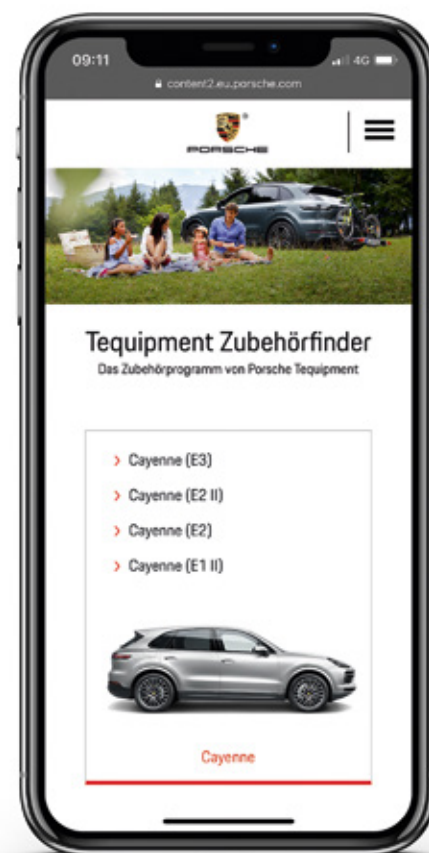 09:11
4G
content2.eu.porsche.com
PORSCHE
Tequipment Zubehörfinder
Das Zubehörprogramm von Porsche Tequipment
Cayenne (E3)
Cayenne (E2 II)
Cayenne (E2)
Cayenne (E1 II)
Cayenne